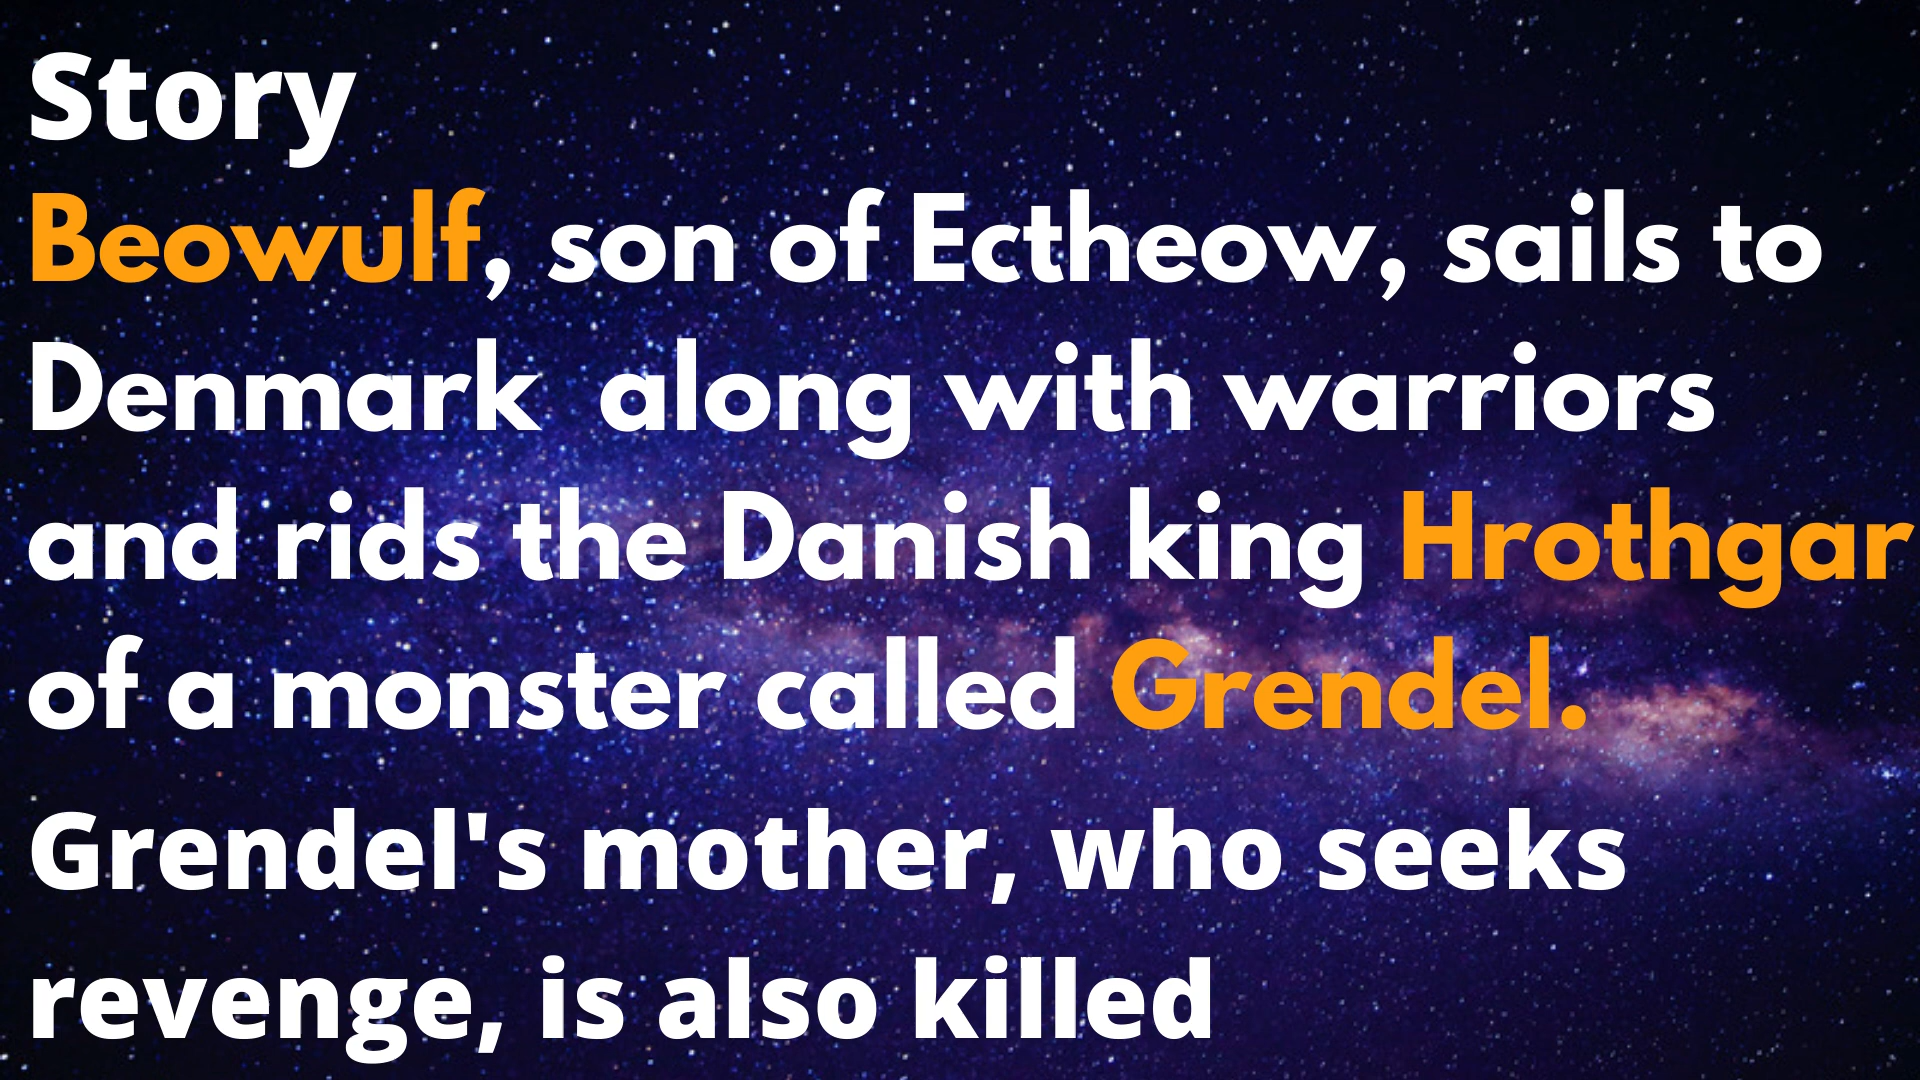 Story
Beowulf, son of Ectheow, sails to
Denmark  along with warriors
and rids the Danish king Hrothgar
of a monster called Grendel.
Grendel's mother, who seeks
revenge, is also killed